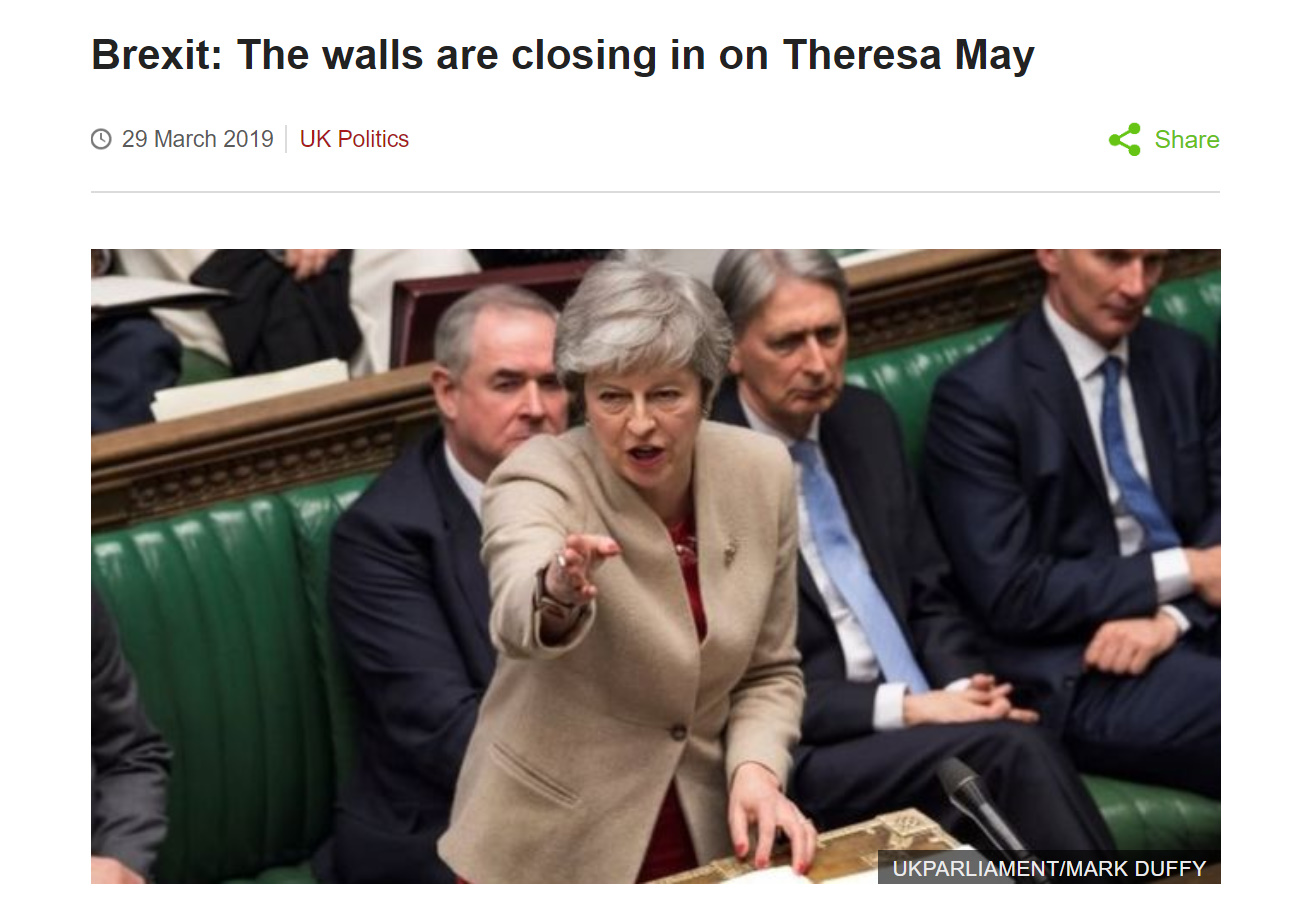 Brexit: The walls are closing in on Theresa May
29 March 2019 UK Politics
Share
UKPARLIAMENT/MARK DUFFY